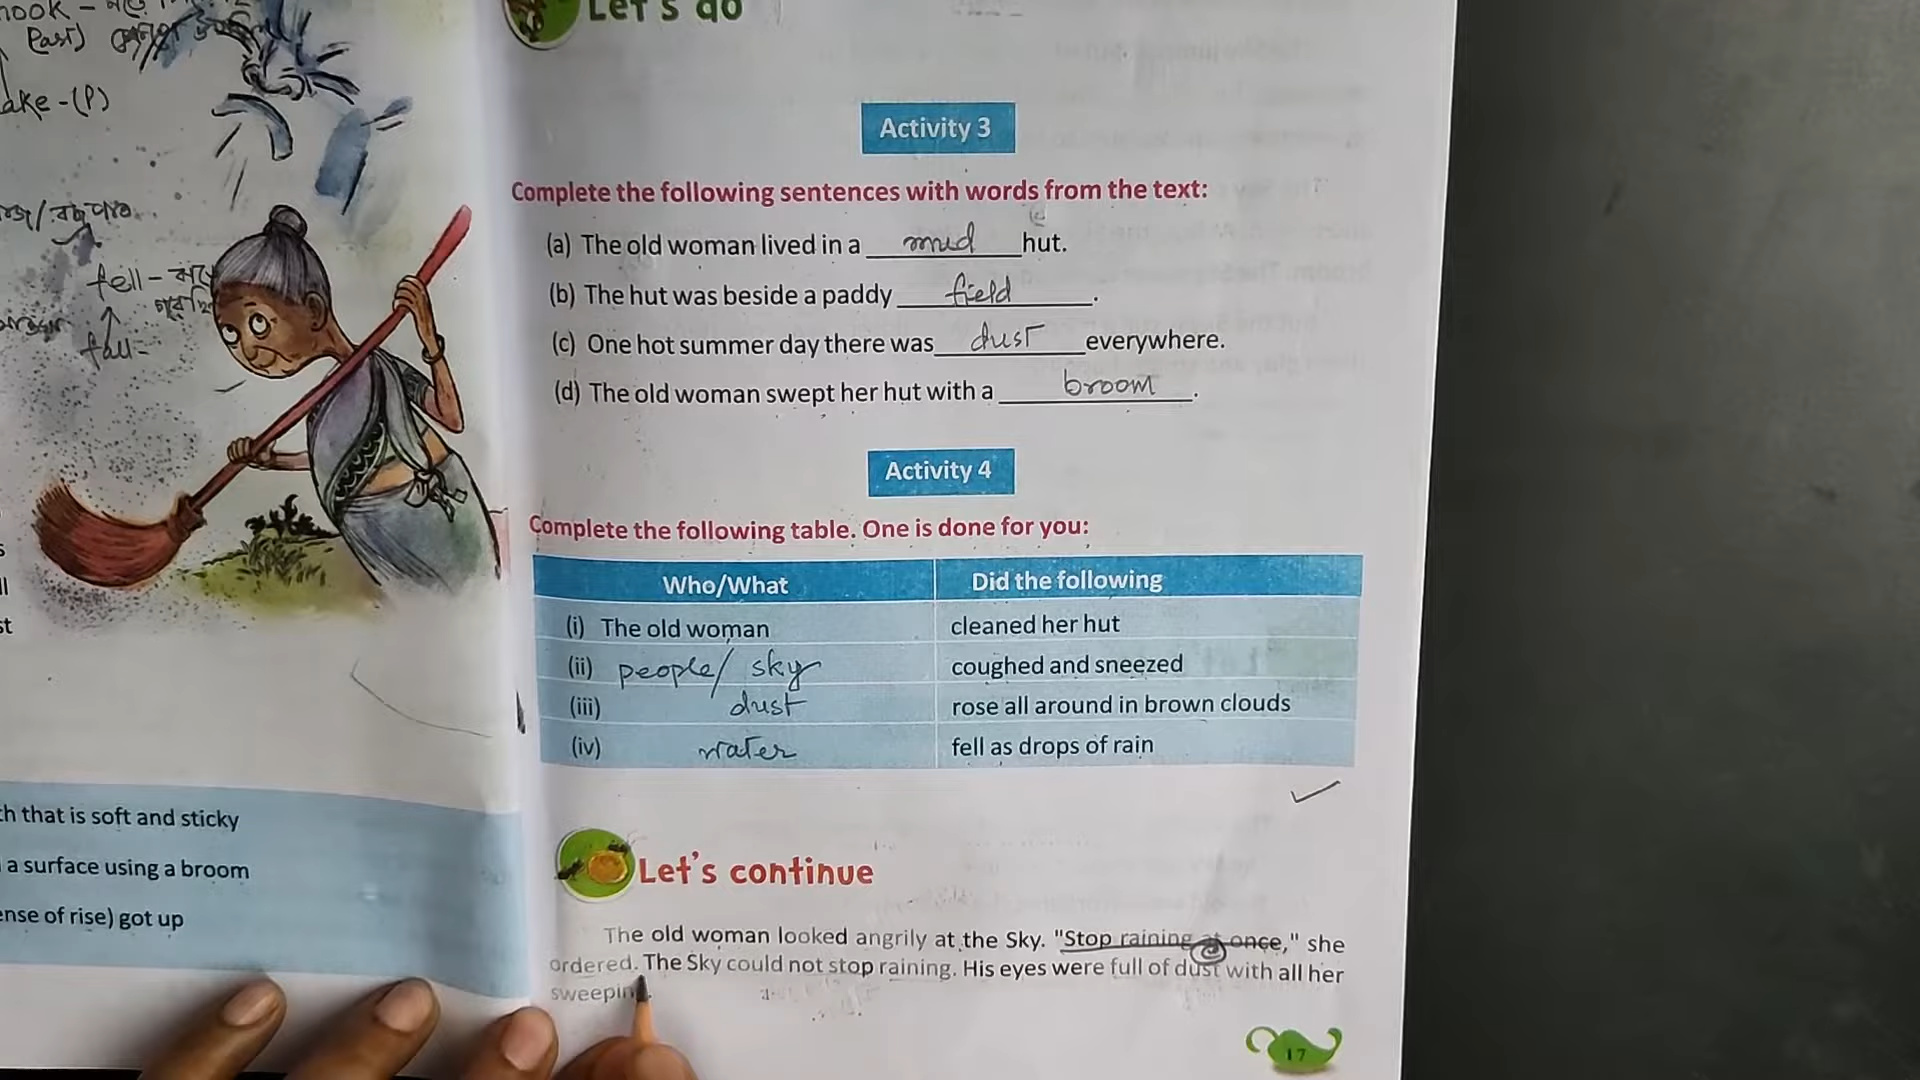 Let's do
Past)
ake - (P)
fell -
fall -
Activity 3
Complete the following sentences with words from the text:
(a) The old woman lived in a mud hut.
(b) The hut was beside a paddy field.
(c) One hot summer day there was dust everywhere.
(d) The old woman swept her hut with a broom.
Activity 4
Complete the following table. One is done for you:
Who/What Did the following
(i) The old woman cleaned her hut
(ii) people/ sky coughed and sneezed
(iii) dust rose all around in brown clouds
(iv) water fell as drops of rain
th that is soft and sticky
a surface using a broom
ense of rise) got up
Let's continue
The old woman looked angrily at the Sky. "Stop raining at once," she
ordered. The Sky could not stop raining. His eyes were full of dust with all her
sweeping.
17